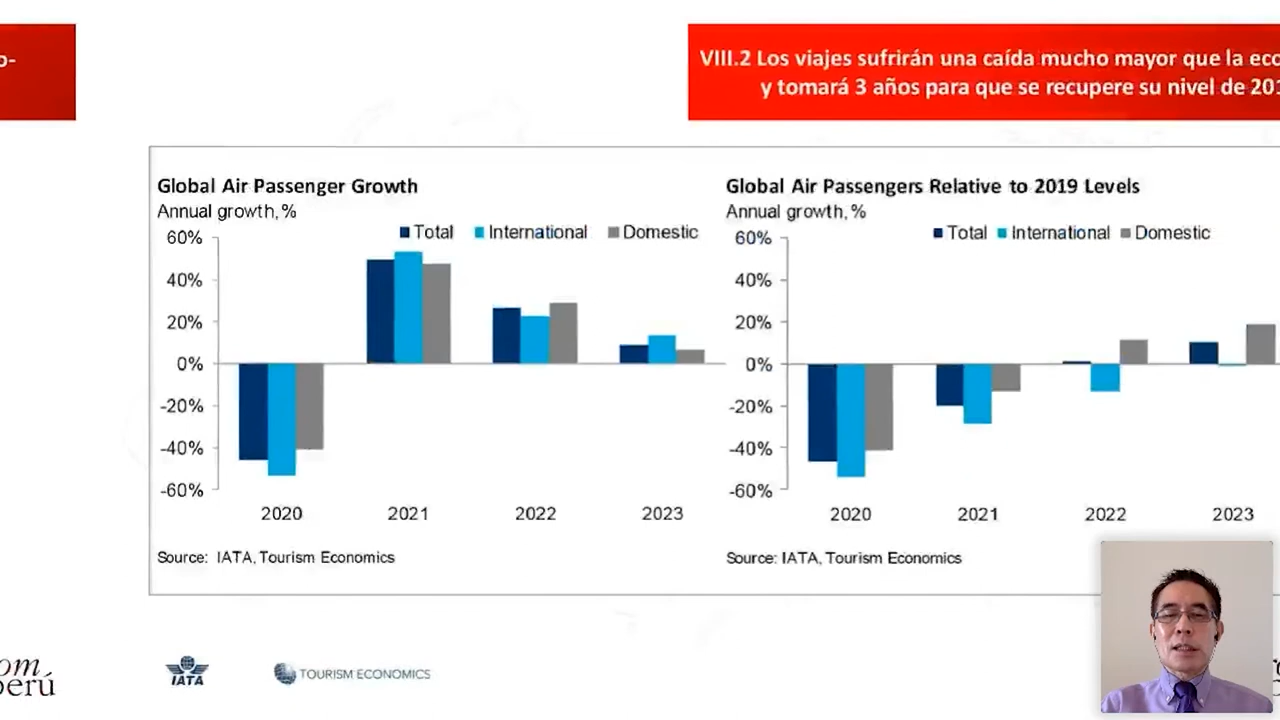 VIII.2 Los viajes sufrirán una caída mucho mayor que la eco
y tomará 3 años para que se recupere su nivel de 201
Global Air Passenger Growth
Annual growth, %
Total International Domestic
60%
40%
20%
0%
-20%
-40%
-60%
2020 2021 2022 2023
Source: IATA, Tourism Economics
Global Air Passengers Relative to 2019 Levels
Annual growth, %
Total International Domestic
60%
40%
20%
0%
-20%
-40%
-60%
2020 2021 2022 2023
Source: IATA, Tourism Economics
om
perú
IATA
TOURISM ECONOMICS